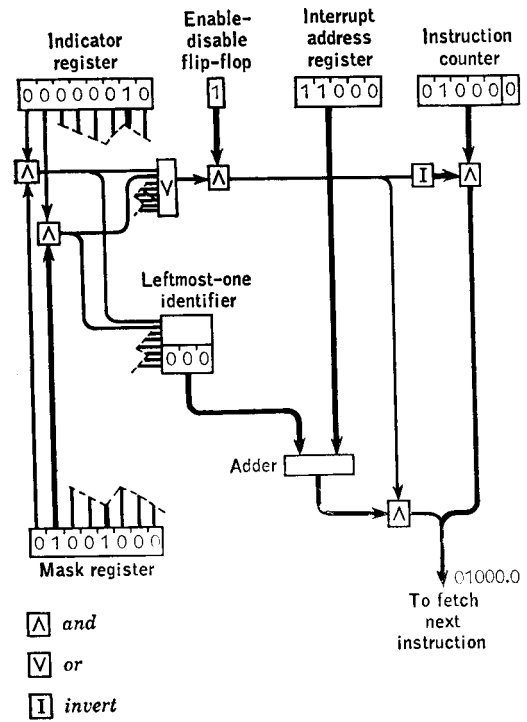 Indicator
register
Enable-
disable
flip-flop
Interrupt
address
register
Instruction
counter
00000010
1
11000
010000
Λ
V
Λ
I
Λ
Λ
Leftmost-one
identifier
000
Adder
Λ
01001000
Mask register
01000.0
To fetch
next
instruction
Λ and
V or
I invert